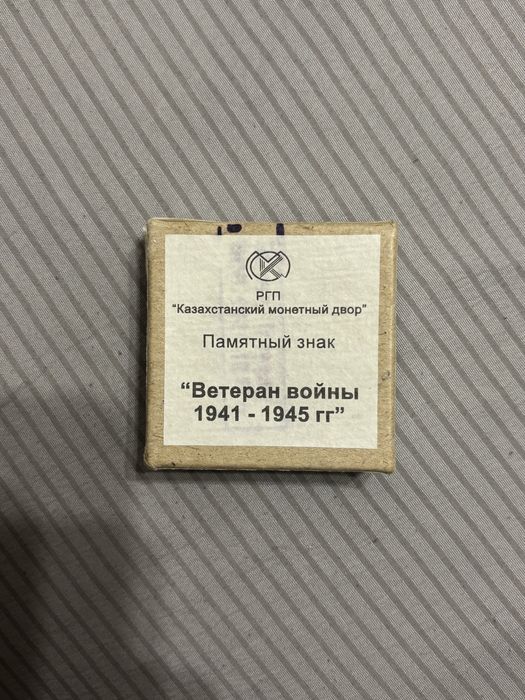 РГП
“Казахстанский монетный двор”
Памятный знак
“Ветеран войны
1941 - 1945 гг”